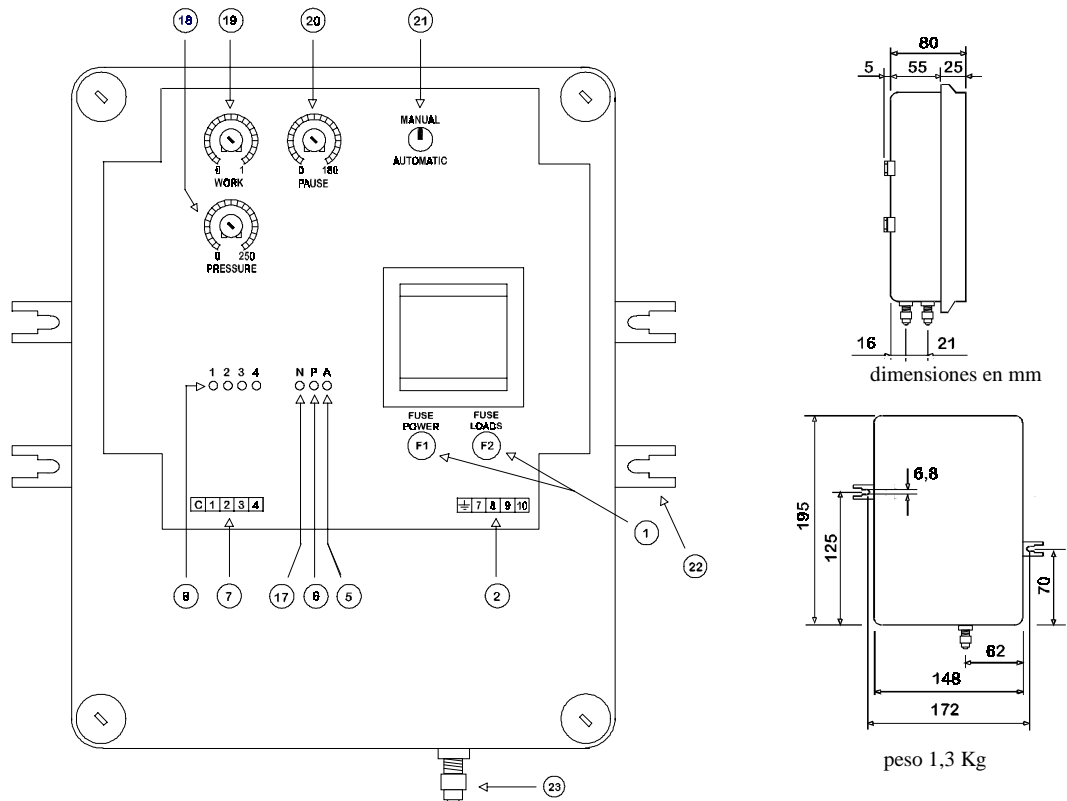 18 19 20 21
MANUAL
AUTOMATIC
0 1
WORK
0 180
PAUSE
0 250
PRESSURE
1 2 3 4
N P A
FUSE POWER
F1
FUSE LOADS
F2
C 1 2 3 4
7 8 9 10
1
22
8 7 17 6 5 2
23
80
5 55 25
16 21
dimensiones en mm
6,8
195
125
70
62
148
172
peso 1,3 Kg